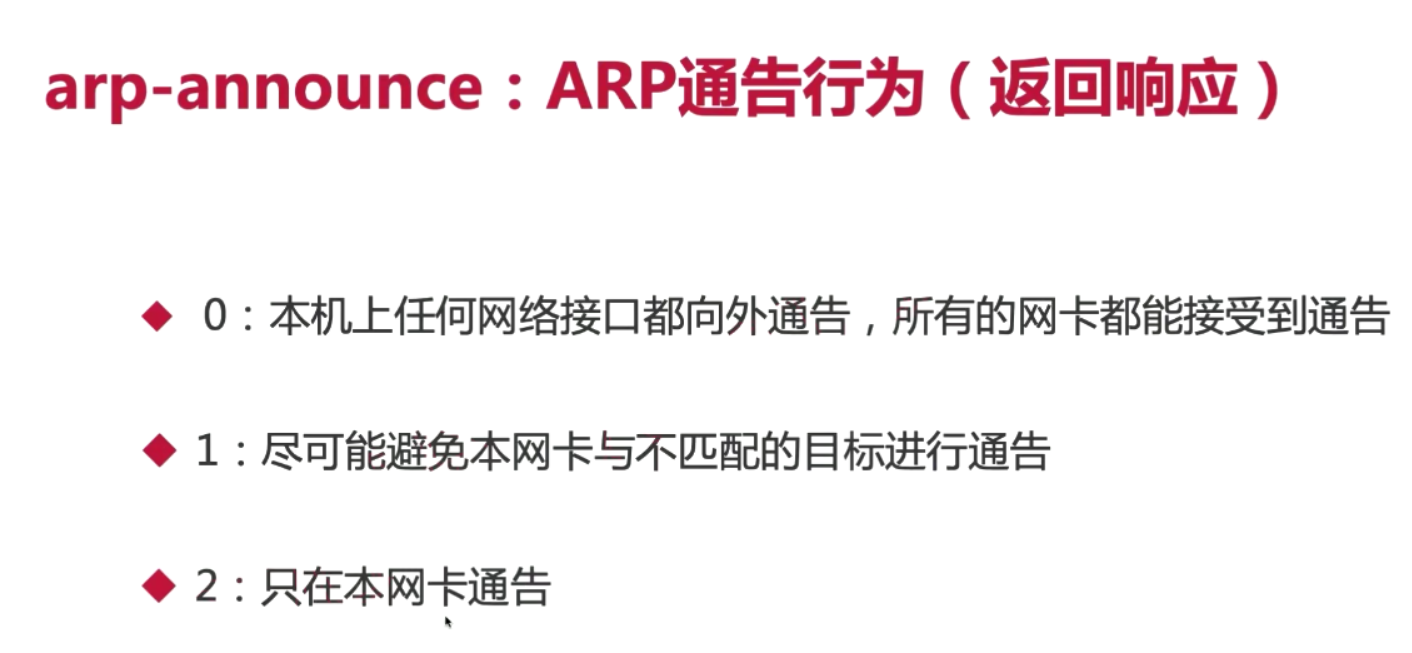 arp-announce：ARP通告行为（返回响应）
0：本机上任何网络接口都向外通告，所有的网卡都能接受到通告
1：尽可能避免本网卡与不匹配的目标进行通告
2：只在本网卡通告